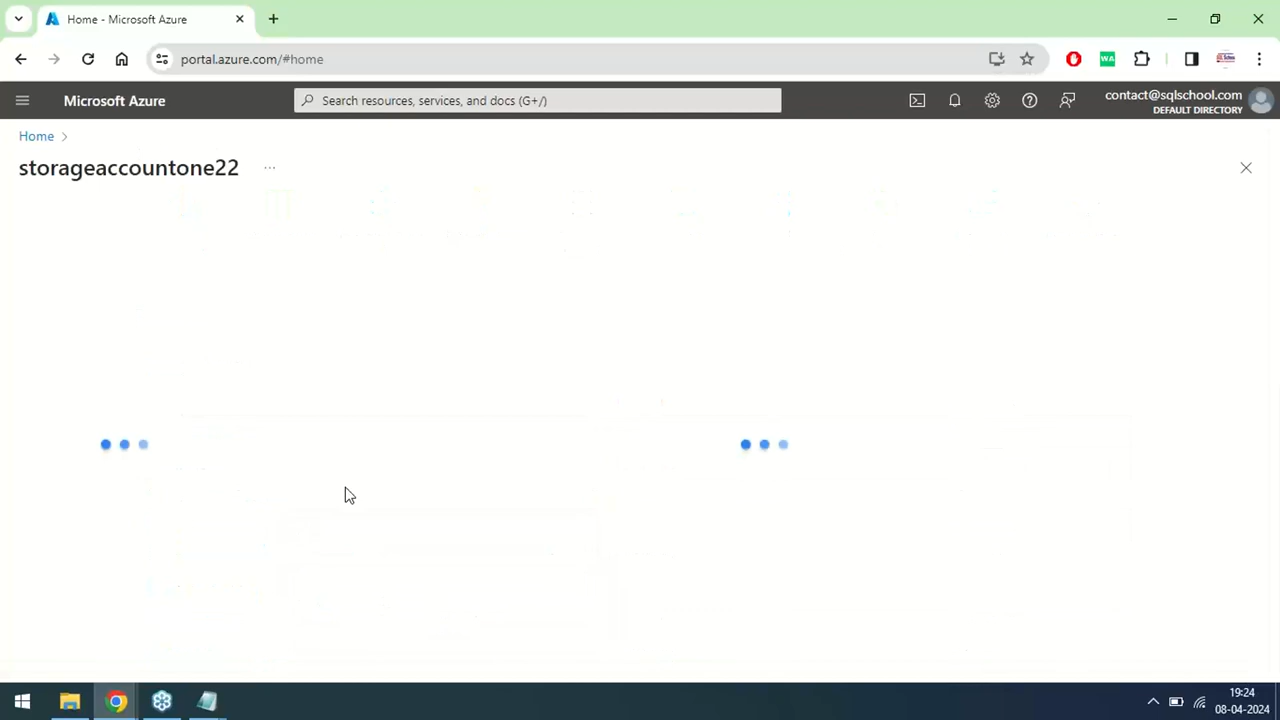 Home - Microsoft Azure
portal.azure.com/#home
WA
Microsoft Azure
Search resources, services, and docs (G+/)
contact@sqlschool.com
DEFAULT DIRECTORY
Home
storageaccountone22
19:24
08-04-2024